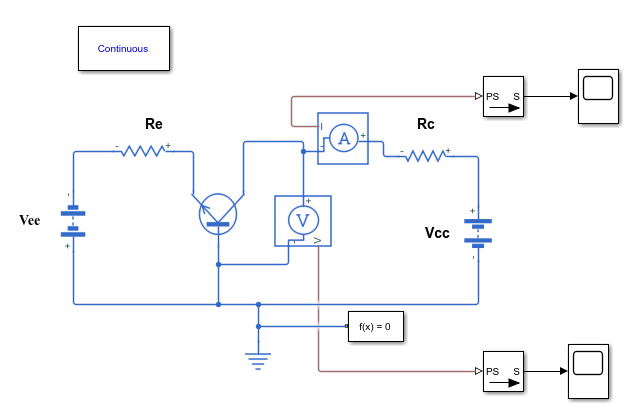 Continuous
PS S
Re
Rc
- +
I
A
+
-
- +
-
+
V
-
V
+
Vee
+
Vcc
-
f(x) = 0
PS S